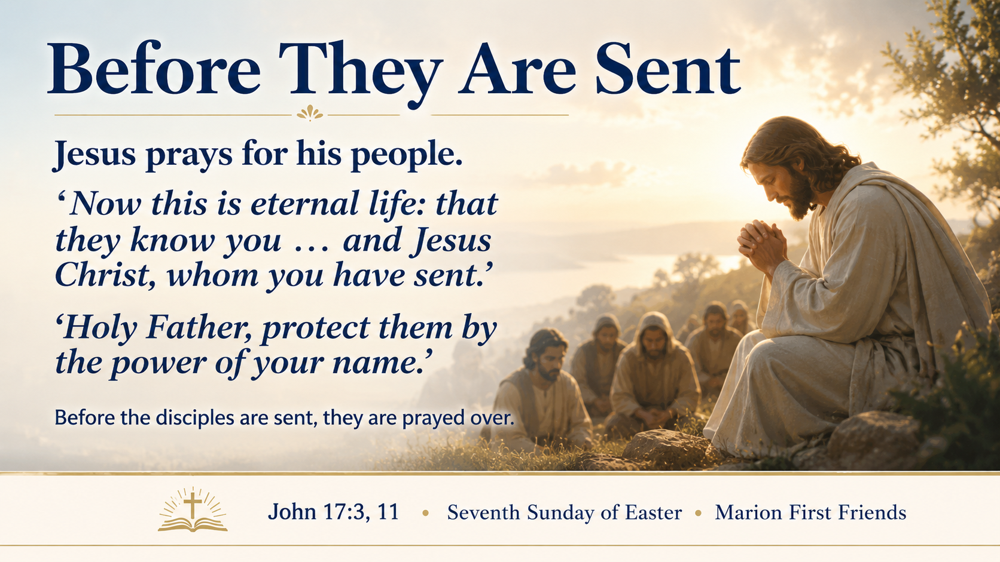 Before They Are Sent
Jesus prays for his people.
‘Now this is eternal life: that
they know you … and Jesus
Christ, whom you have sent.’
‘Holy Father, protect them by
the power of your name.’
Before the disciples are sent, they are prayed over.
John 17:3, 11 • Seventh Sunday of Easter • Marion First Friends